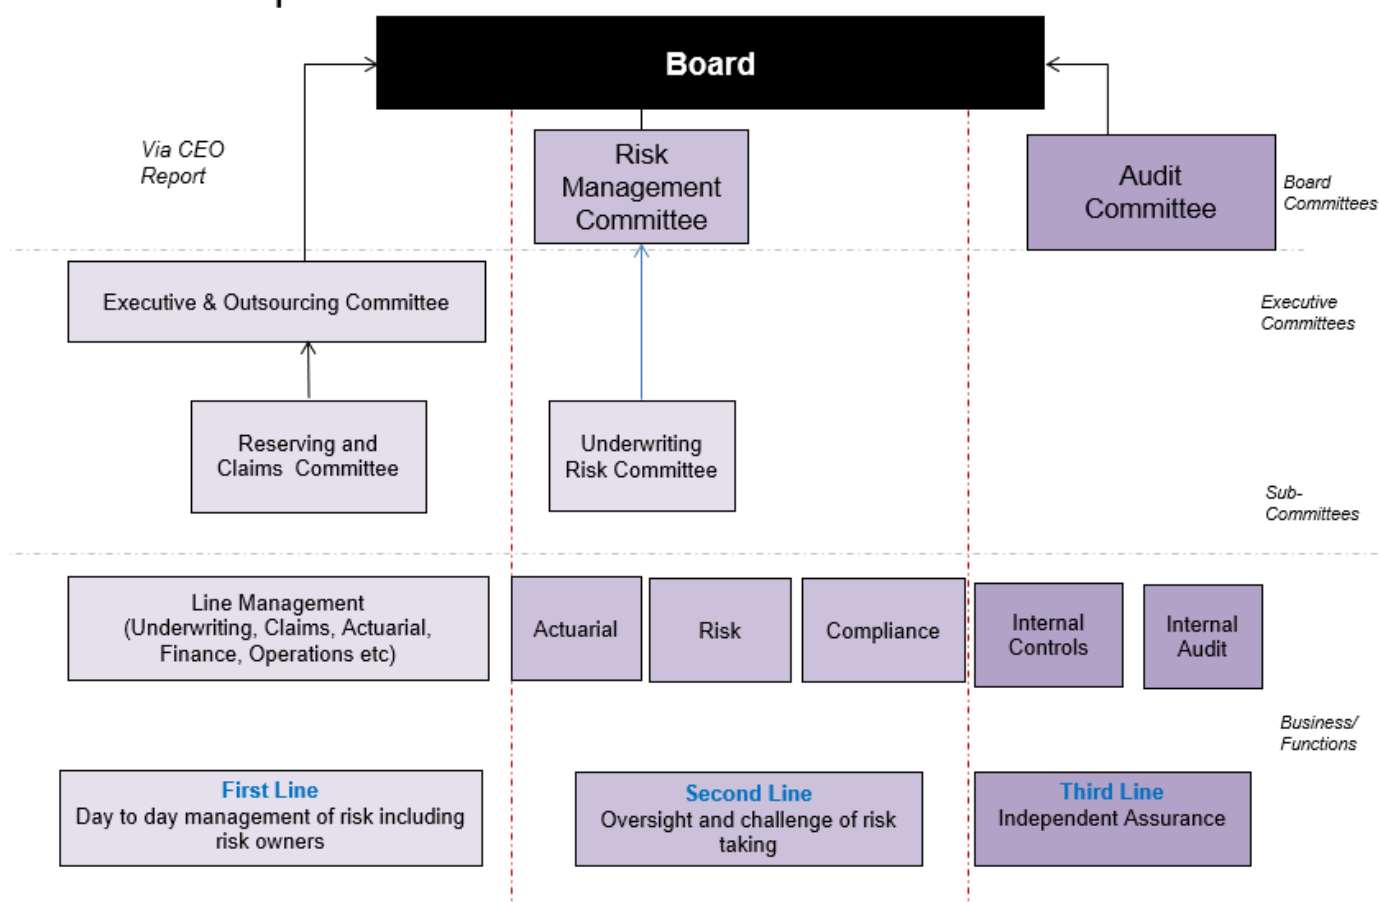 Board
Via CEO
Report
Risk
Management
Committee
Audit
Committee
Board
Committees
Executive & Outsourcing Committee
Executive
Committees
Reserving and
Claims Committee
Underwriting
Risk Committee
Sub-
Committees
Line Management
(Underwriting, Claims, Actuarial,
Finance, Operations etc)
Actuarial
Risk
Compliance
Internal
Controls
Internal
Audit
Business/
Functions
First Line
Day to day management of risk including
risk owners
Second Line
Oversight and challenge of risk
taking
Third Line
Independent Assurance